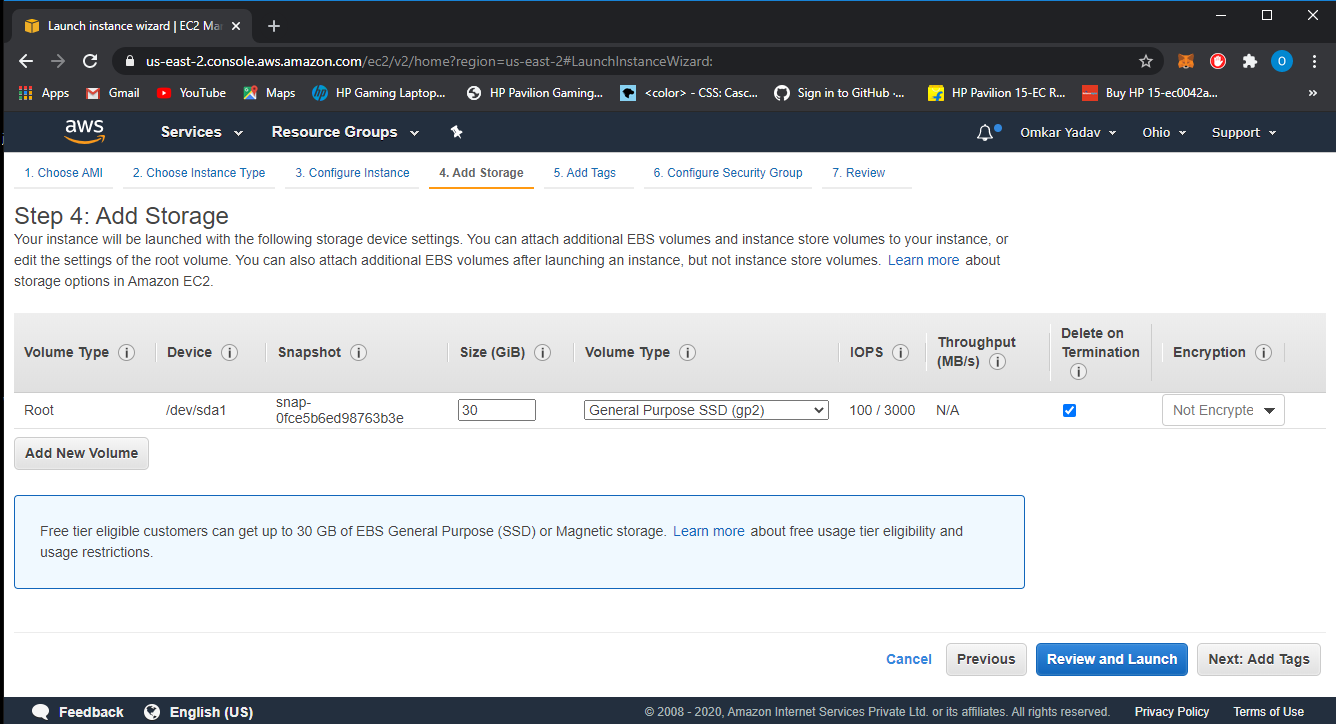 Launch instance wizard | EC2 Ma
us-east-2.console.aws.amazon.com/ec2/v2/home?region=us-east-2#LaunchInstanceWizard:
O
Apps Gmail YouTube Maps HP Gaming Laptop... HP Pavilion Gaming... <color> - CSS: Casc... Sign in to GitHub ·... HP Pavilion 15-EC R... Buy HP 15-ec0042a... »
aws Services Resource Groups Omkar Yadav Ohio Support
1. Choose AMI 2. Choose Instance Type 3. Configure Instance 4. Add Storage 5. Add Tags 6. Configure Security Group 7. Review
Step 4: Add Storage
Your instance will be launched with the following storage device settings. You can attach additional EBS volumes and instance store volumes to your instance, or
edit the settings of the root volume. You can also attach additional EBS volumes after launching an instance, but not instance store volumes. Learn more about
storage options in Amazon EC2.
Volume Type i Device i Snapshot i Size (GiB) i Volume Type i IOPS i Throughput (MB/s) i Delete on Termination i Encryption i
Root /dev/sda1 snap-0fce5b6ed98763b3e 30 General Purpose SSD (gp2) 100 / 3000 N/A Not Encrypte
Add New Volume
Free tier eligible customers can get up to 30 GB of EBS General Purpose (SSD) or Magnetic storage. Learn more about free usage tier eligibility and
usage restrictions.
Cancel Previous Review and Launch Next: Add Tags
Feedback English (US) © 2008 - 2020, Amazon Internet Services Private Ltd. or its affiliates. All rights reserved. Privacy Policy Terms of Use